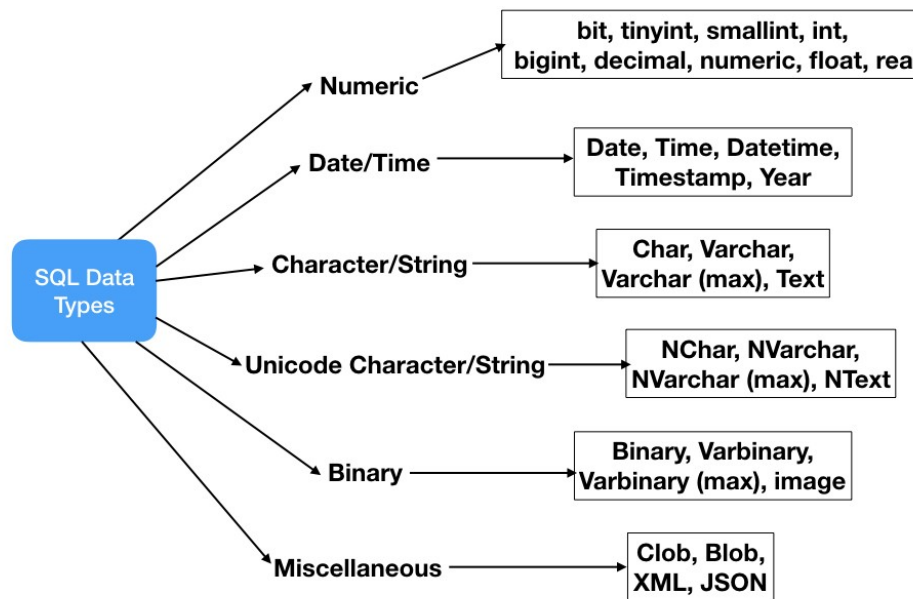 bit, tinyint, smallint, int,
bigint, decimal, numeric, float, rea
Numeric
Date/Time
Date, Time, Datetime,
Timestamp, Year
SQL Data
Types
Character/String
Char, Varchar,
Varchar (max), Text
Unicode Character/String
NChar, NVarchar,
NVarchar (max), NText
Binary
Binary, Varbinary,
Varbinary (max), image
Miscellaneous
Clob, Blob,
XML, JSON